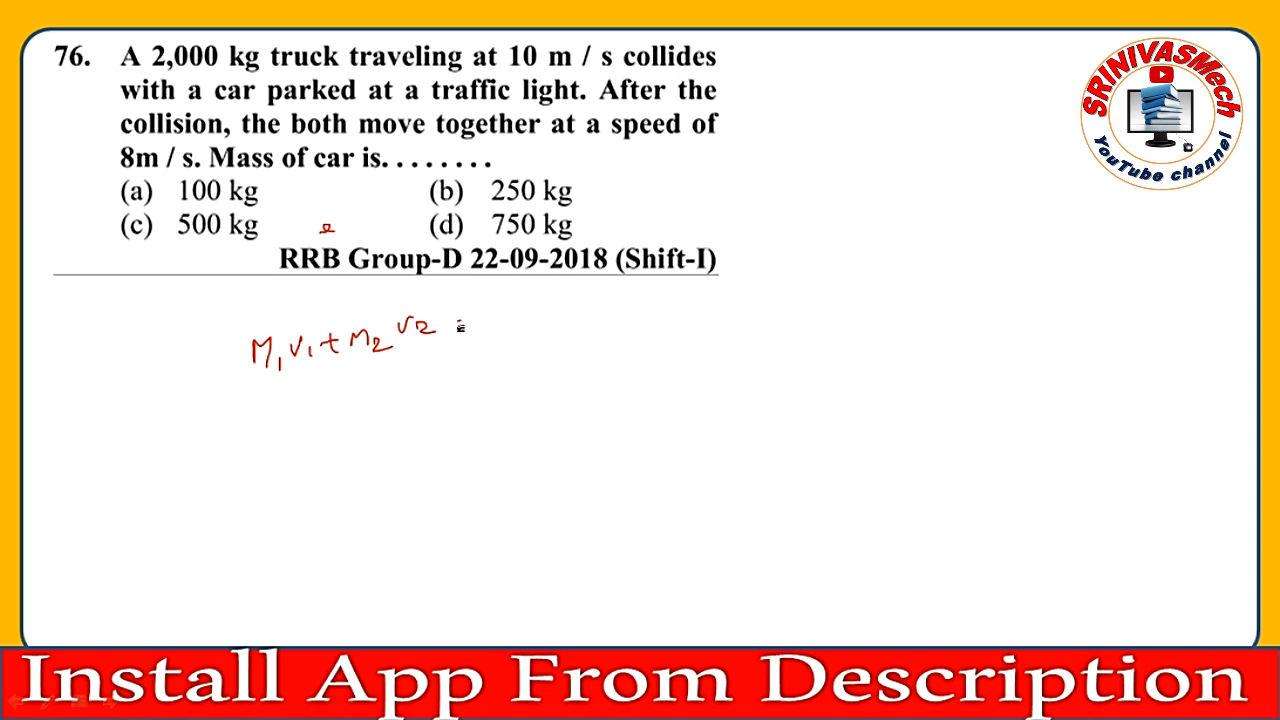 76. A 2,000 kg truck traveling at 10 m / s collides
with a car parked at a traffic light. After the
collision, the both move together at a speed of
8m / s. Mass of car is. . . . . . . .
(a) 100 kg (b) 250 kg
(c) 500 kg (d) 750 kg
RRB Group-D 22-09-2018 (Shift-I)
M₁V₁ + M₂V₂ =
SRINIVASMech
YouTube channel
Install App From Description